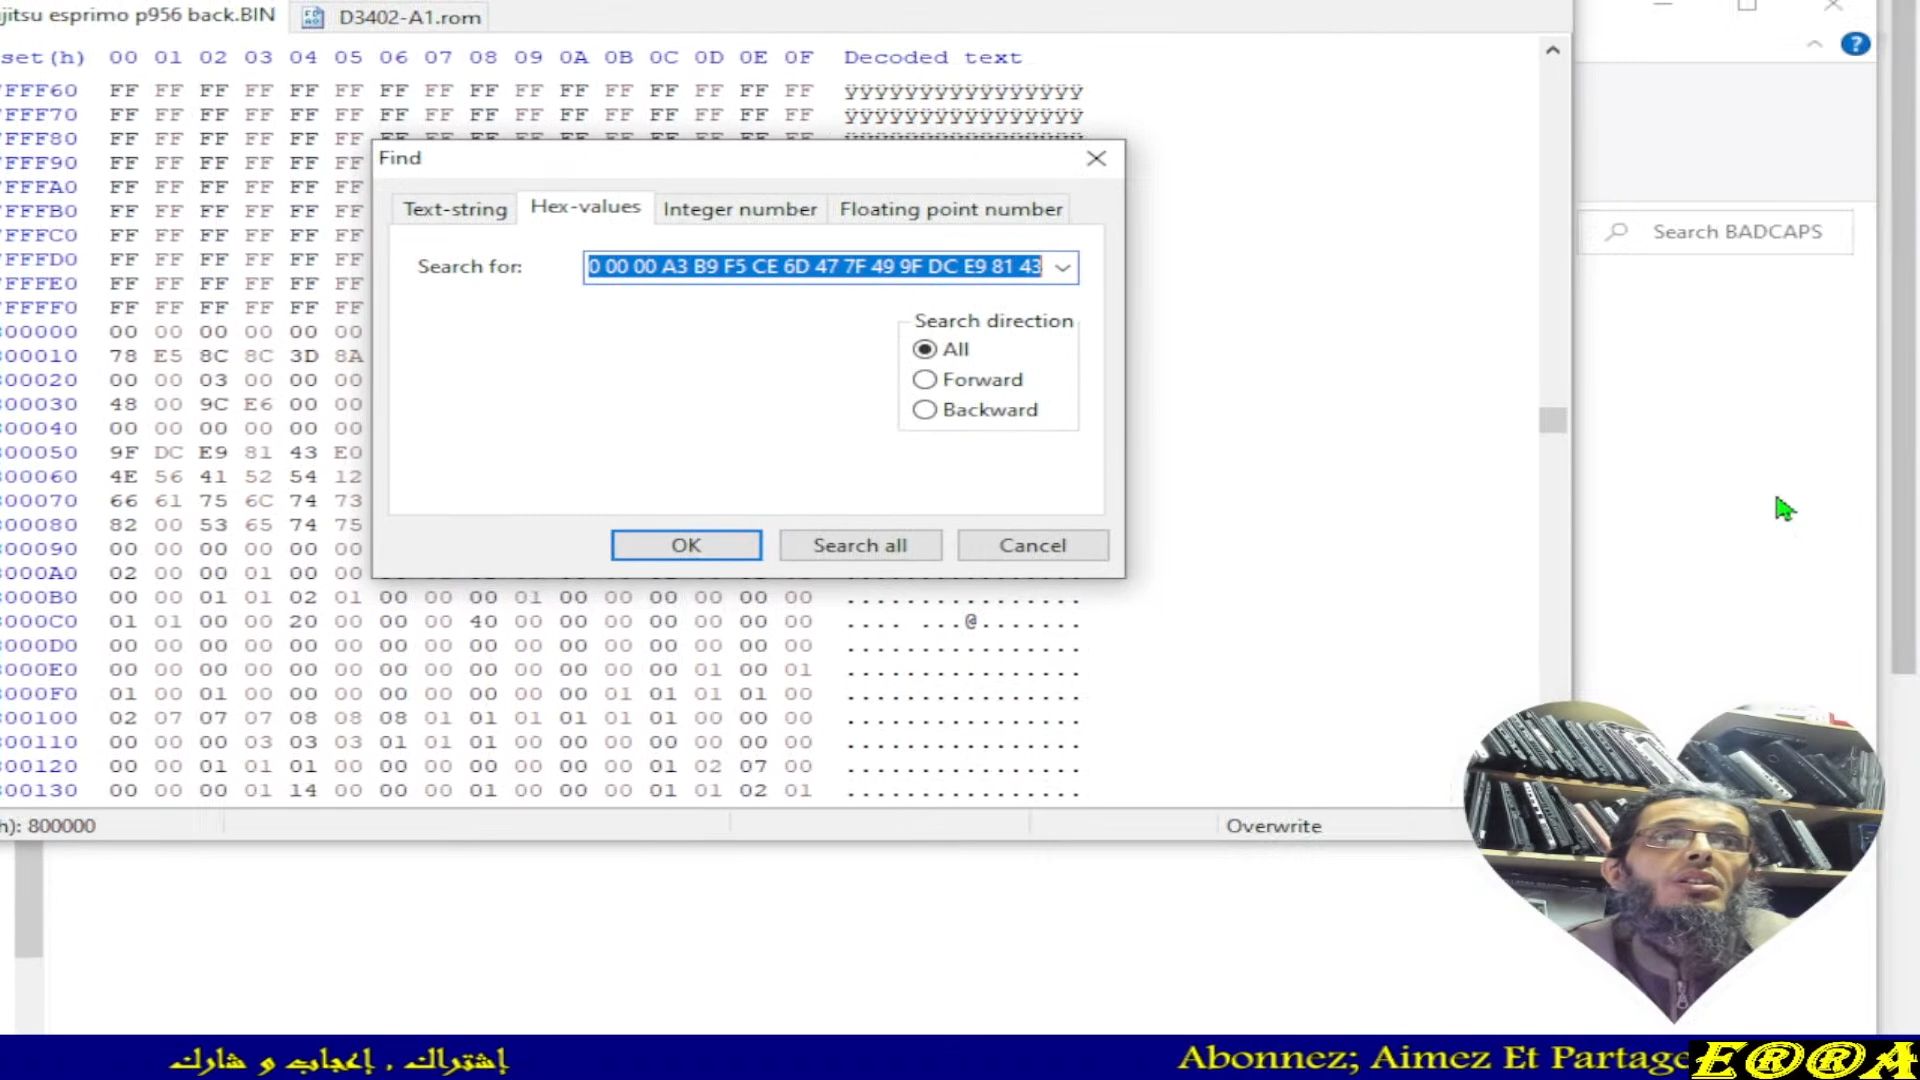 jitsu esprimo p956 back.BIN D3402-A1.rom
set(h) 00 01 02 03 04 05 06 07 08 09 0A 0B 0C 0D 0E 0F Decoded text
FFF60 FF FF FF FF FF FF FF FF FF FF FF FF FF FF FF FF ÿÿÿÿÿÿÿÿÿÿÿÿÿÿÿÿ
FFF70 FF FF FF FF FF FF FF FF FF FF FF FF FF FF FF FF ÿÿÿÿÿÿÿÿÿÿÿÿÿÿÿÿ
FFF80 FF FF FF FF FF FF FF FF FF FF FF FF FF FF FF FF
FFF90 FF FF FF FF FF FF
FFFA0 FF FF FF FF FF FF
FFFB0 FF FF FF FF FF FF
FFFC0 FF FF FF FF FF FF
FFFD0 FF FF FF FF FF FF
FFFE0 FF FF FF FF FF FF
FFFF0 FF FF FF FF FF FF
00000 00 00 00 00 00 00
00010 78 E5 8C 8C 3D 8A
00020 00 00 03 00 00 00
00030 48 00 9C E6 00 00
00040 00 00 00 00 00 00
00050 9F DC E9 81 43 E0
00060 4E 56 41 52 54 12
00070 66 61 75 6C 74 73
00080 82 00 53 65 74 75
00090 00 00 00 00 00 00
000A0 02 00 00 01 00 00
000B0 00 00 01 01 02 01 00 00 00 01 00 00 00 00 00 00 ................
000C0 01 01 00 00 20 00 00 00 40 00 00 00 00 00 00 00 .... ...@.......
000D0 00 00 00 00 00 00 00 00 00 00 00 00 00 00 00 00 ................
000E0 00 00 00 00 00 00 00 00 00 00 00 00 00 01 00 01 ................
000F0 01 00 01 00 00 00 00 00 00 00 01 01 01 01 00 ................
00100 02 07 07 07 08 08 08 01 01 01 01 01 01 00 00 00 ................
00110 00 00 00 03 03 03 01 01 01 00 00 00 00 00 00 00 ................
00120 00 00 01 01 01 00 00 00 00 00 00 00 01 02 07 00 ................
00130 00 00 00 01 14 00 00 00 01 00 00 00 01 01 02 01 ................
h): 800000 Overwrite
Find
Text-string Hex-values Integer number Floating point number
Search for: 0 00 00 A3 B9 F5 CE 6D 47 7F 49 9F DC E9 81 43
Search direction
All
Forward
Backward
OK Search all Cancel
?
Search BADCAPS
إشتراك , إعجاب و شارك
Abonnez; Aimez Et Partage
ERRA